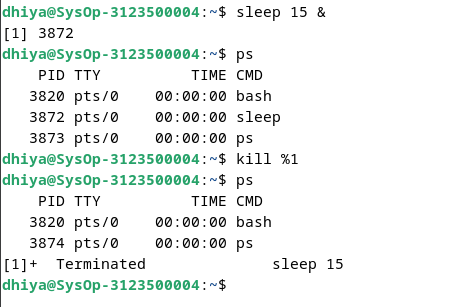 dhiya@SysOp-3123500004:~$ sleep 15 &
[1] 3872
dhiya@SysOp-3123500004:~$ ps
    PID TTY          TIME CMD
   3820 pts/0    00:00:00 bash
   3872 pts/0    00:00:00 sleep
   3873 pts/0    00:00:00 ps
dhiya@SysOp-3123500004:~$ kill %1
dhiya@SysOp-3123500004:~$ ps
    PID TTY          TIME CMD
   3820 pts/0    00:00:00 bash
   3874 pts/0    00:00:00 ps
[1]+  Terminated              sleep 15
dhiya@SysOp-3123500004:~$